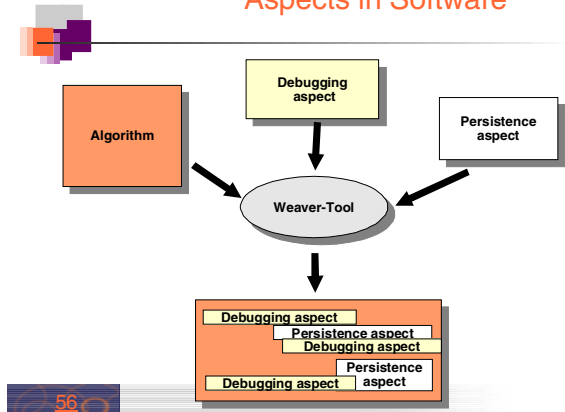 Aspects in Software
Debugging
aspect
Algorithm
Persistence
aspect
Weaver-Tool
Debugging aspect
Persistence aspect
Debugging aspect
Persistence
aspect
Debugging aspect
56